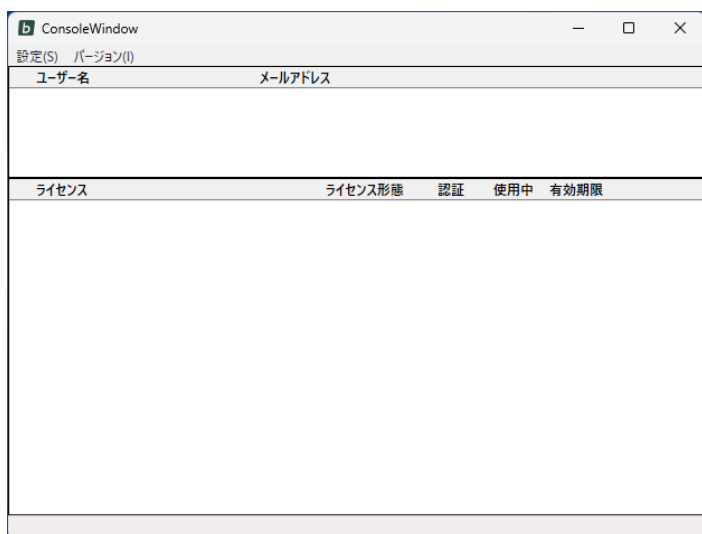 b ConsoleWindow
設定(S) バージョン(I)
ユーザー名 メールアドレス
ライセンス ライセンス形態 認証 使用中 有効期限